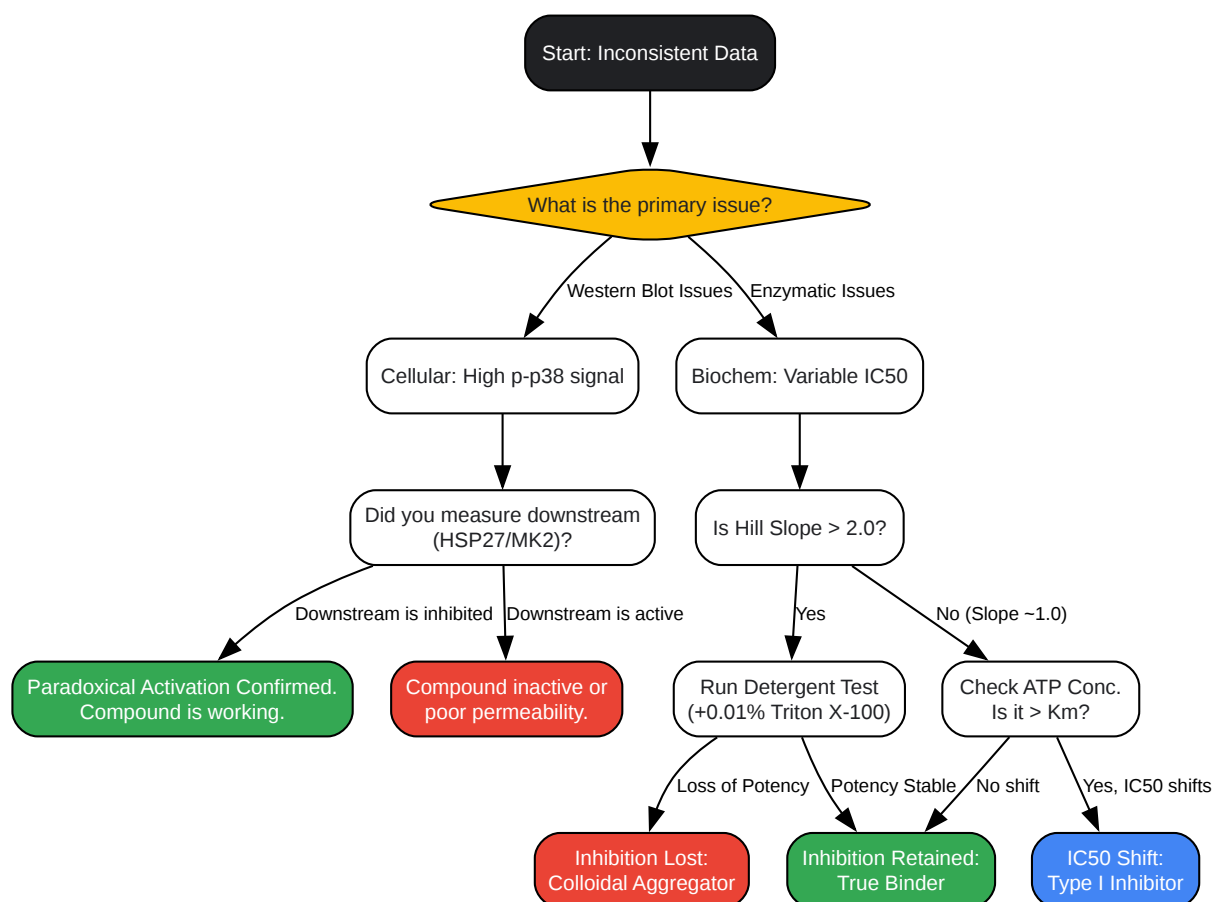 Start: Inconsistent Data
What is the primary issue?
Western Blot Issues
Enzymatic Issues
Cellular: High p-p38 signal
Biochem: Variable IC50
Did you measure downstream
(HSP27/MK2)?
Is Hill Slope > 2.0?
Downstream is inhibited
Downstream is active
Yes
No (Slope ~1.0)
Paradoxical Activation Confirmed.
Compound is working.
Compound inactive or
poor permeability.
Run Detergent Test
(+0.01% Triton X-100)
Check ATP Conc.
Is it > Km?
Loss of Potency
Potency Stable
No shift
Yes, IC50 shifts
Inhibition Lost:
Colloidal Aggregator
Inhibition Retained:
True Binder
IC50 Shift:
Type I Inhibitor